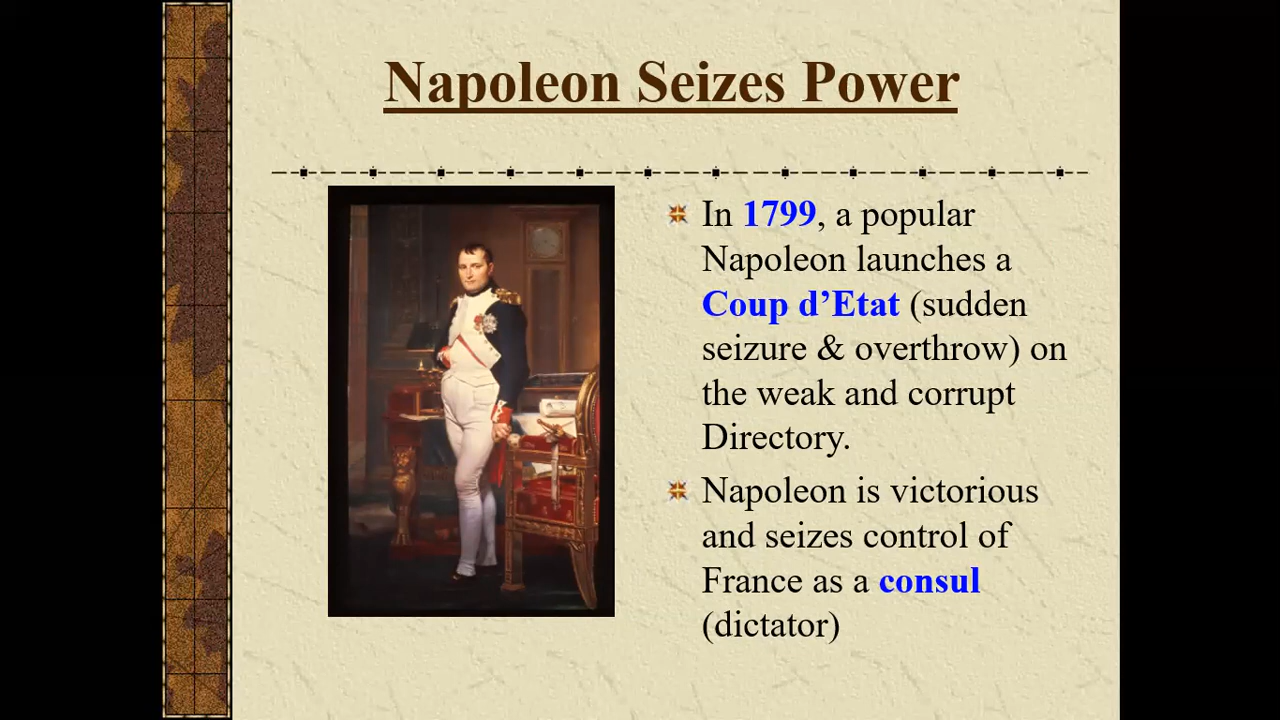 Napoleon Seizes Power
In 1799, a popular
Napoleon launches a
Coup d’Etat (sudden
seizure & overthrow) on
the weak and corrupt
Directory.
Napoleon is victorious
and seizes control of
France as a consul
(dictator)